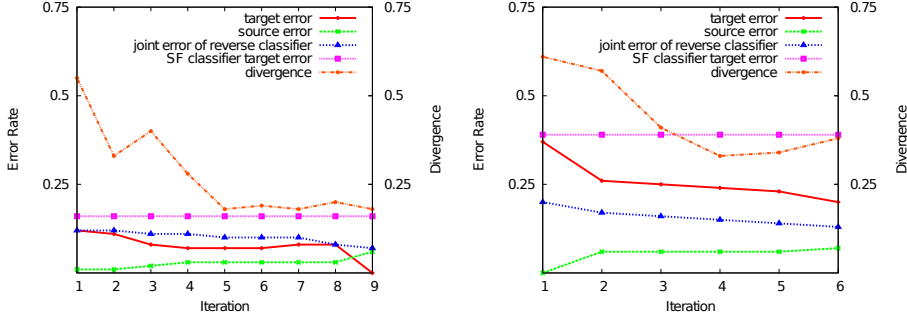 0.75
0.5
0.25
Error Rate
target error
source error
joint error of reverse classifier
SF classifier target error
divergence
0.75
0.5
0.25
Divergence
1 2 3 4 5 6 7 8 9
Iteration
0.75
0.5
0.25
Error Rate
target error
source error
joint error of reverse classifier
SF classifier target error
divergence
0.75
0.5
0.25
Divergence
1 2 3 4 5 6
Iteration